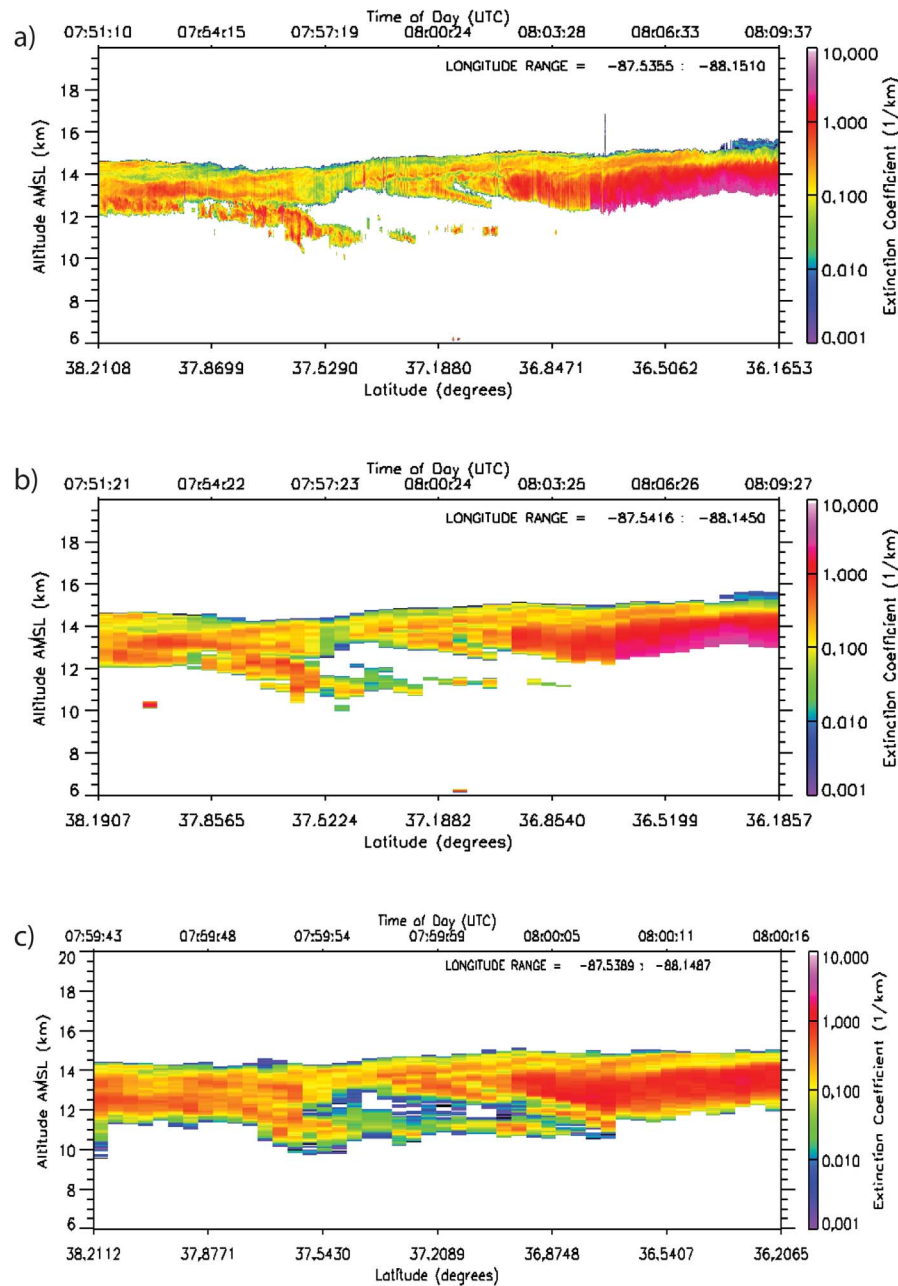 a)
Time of Day (UTC)
07:51:10 07:54:15 07:57:19 08:00:24 08:03:28 08:06:33 08:09:37
LONGITUDE RANGE = -87.5355 : -88.1510
18
16
14
12
10
8
6
Altitude AMSL (km)
38.2108 37.8699 37.5290 37.1880 36.8471 36.5062 36.1653
Latitude (degrees)
10,000
1.000
0.100
0.010
0.001
Extinction Coefficient (1/km)
b)
Time of Day (UTC)
07:51:21 07:54:22 07:57:23 08:00:24 08:03:25 08:06:26 08:09:27
LONGITUDE RANGE = -87.5416 : -88.1450
18
16
14
12
10
8
6
Altitude AMSL (km)
38.1907 37.8565 37.5224 37.1882 36.8540 36.5199 36.1857
Latitude (degrees)
10,000
1.000
0.100
0.010
0.001
Extinction Coefficient (1/km)
c)
Time of Day (UTC)
07:59:43 07:59:48 07:59:54 07:59:59 08:00:05 08:00:11 08:00:16
LONGITUDE RANGE = -87.5389 : -88.1487
20
18
16
14
12
10
8
6
Altitude AMSL (km)
38.2112 37.8771 37.5430 37.2089 36.8748 36.5407 36.2065
Latitude (degrees)
10,000
1,000
0,100
0.010
0,001
Extinction Coefficient (1/km)